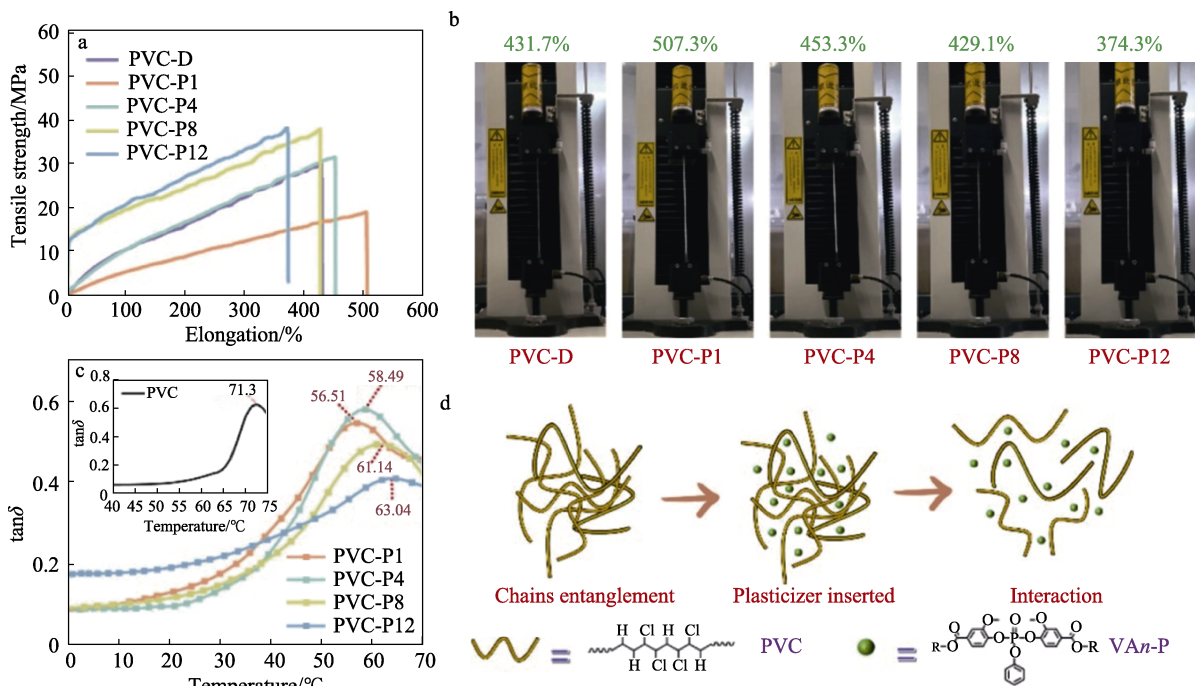 a
60
50
40
30
20
10
0
Tensile strength/MPa
PVC-D
PVC-P1
PVC-P4
PVC-P8
PVC-P12
0 100 200 300 400 500 600
Elongation/%
b
431.7% 507.3% 453.3% 429.1% 374.3%
PVC-D PVC-P1 PVC-P4 PVC-P8 PVC-P12
c
0.6
0.4
0.2
0
tanδ
0.8
0.6
0.4
0.2
0
tanδ
PVC
71.3
40 45 50 55 60 65 70 75
Temperature/℃
56.51
58.49
61.14
63.04
PVC-P1
PVC-P4
PVC-P8
PVC-P12
0 10 20 30 40 50 60 70
Temperature/℃
d
Chains entanglement Plasticizer inserted Interaction
H Cl H Cl
H Cl Cl H
PVC
O O O O O
R-O O-P-O O-R
O
VAn-P